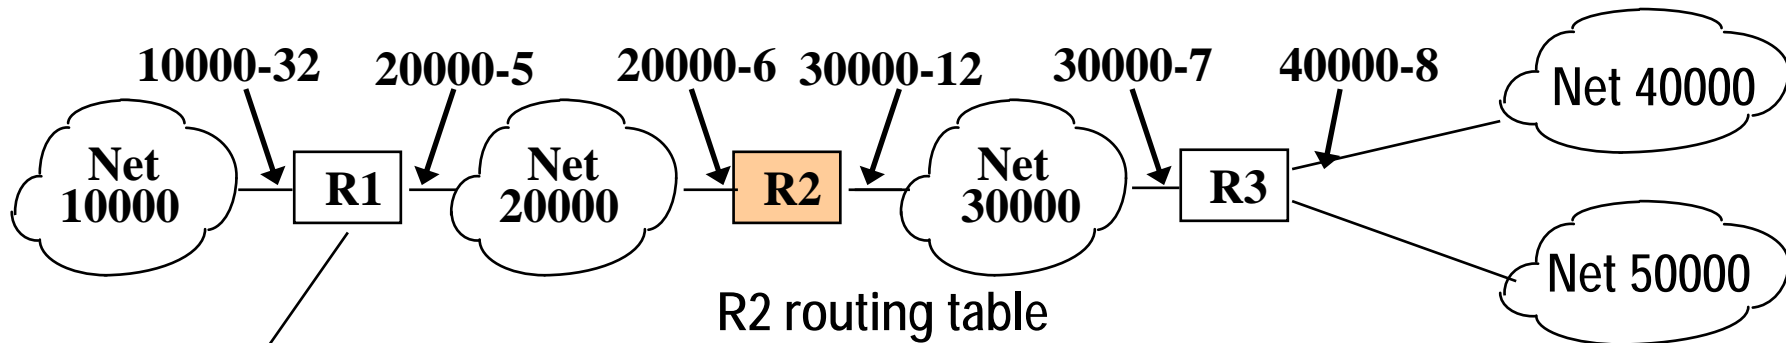 10000-32 20000-5 20000-6 30000-12 30000-7 40000-8
Net 40000
Net
10000
R1
Net
20000
R2
Net
30000
R3
Net 50000
R2 routing table